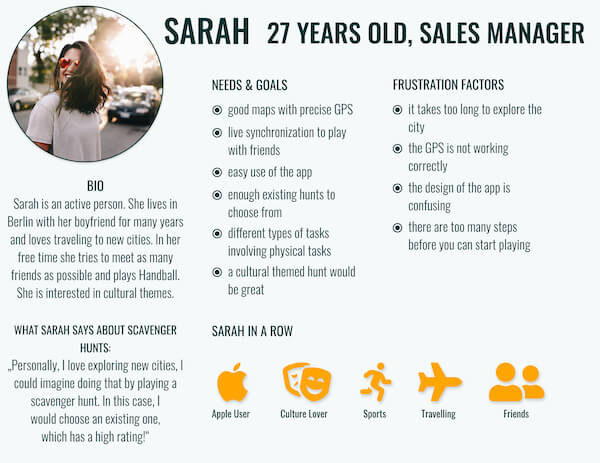 SARAH 27 YEARS OLD, SALES MANAGER
BIO
Sarah is an active person. She lives in
Berlin with her boyfriend for many years
and loves traveling to new cities. In her
free time she tries to meet as many
friends as possible and plays Handball.
She is interested in cultural themes.
WHAT SARAH SAYS ABOUT SCAVENGER
HUNTS:
„Personally, I love exploring new cities, I
could imagine doing that by playing a
scavenger hunt. In this case, I
would choose an existing one,
which has a high rating!“
NEEDS & GOALS
good maps with precise GPS
live synchronization to play
with friends
easy use of the app
enough existing hunts to
choose from
different types of tasks
involving physical tasks
a cultural themed hunt would
be great
FRUSTRATION FACTORS
it takes too long to explore the
city
the GPS is not working
correctly
the design of the app is
confusing
there are too many steps
before you can start playing
SARAH IN A ROW
Apple User
Culture Lover
Sports
Travelling
Friends